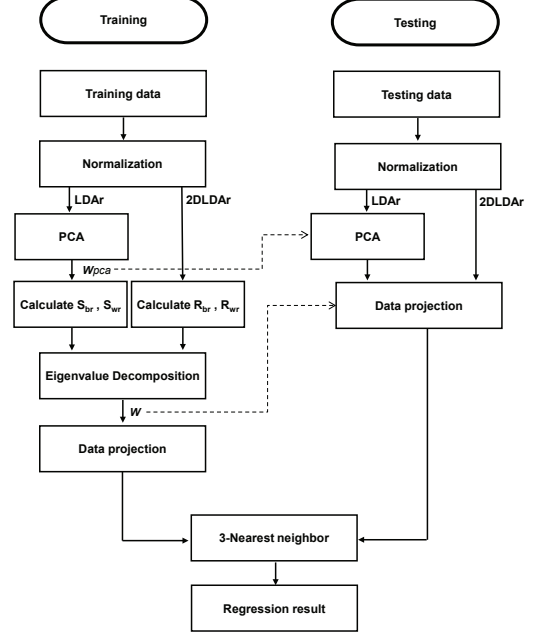 Training
Testing
Training data
Testing data
Normalization
Normalization
LDAr
2DLDAr
LDAr
2DLDAr
PCA
PCA
Wpca
Calculate Sbr , Swr
Calculate Rbr , Rwr
Data projection
Eigenvalue Decomposition
W
Data projection
3-Nearest neighbor
Regression result